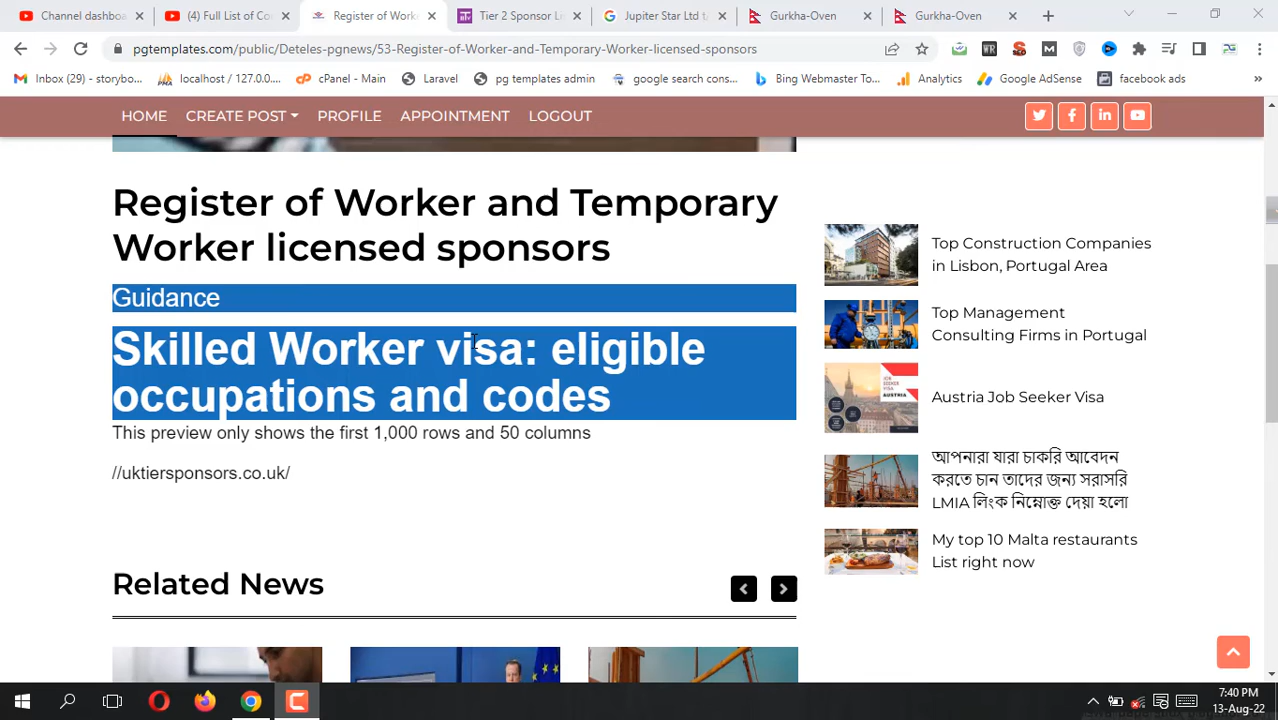 Channel dashboa
(4) Full List of Co
Register of Worke
Tier 2 Sponsor Li
Jupiter Star Ltd t
Gurkha-Oven
Gurkha-Oven
pgtemplates.com/public/Deteles-pgnews/53-Register-of-Worker-and-Temporary-Worker-licensed-sponsors
Inbox (29) - storybo...
localhost / 127.0.0....
cPanel - Main
Laravel
pg templates admin
google search cons...
Bing Webmaster To...
Analytics
Google AdSense
facebook ads
HOME
CREATE POST
PROFILE
APPOINTMENT
LOGOUT
Register of Worker and Temporary
Worker licensed sponsors
Guidance
Skilled Worker visa: eligible
occupations and codes
This preview only shows the first 1,000 rows and 50 columns
//uktiersponsors.co.uk/
Related News
Top Construction Companies
in Lisbon, Portugal Area
Top Management
Consulting Firms in Portugal
JOB
SEEKER
VISA
AUSTRIA
Austria Job Seeker Visa
আপনারা যারা চাকরি আবেদন
করতে চান তাদের জন্য সরাসরি
LMIA লিংক নিম্নোক্ত দেয়া হলো
My top 10 Malta restaurants
List right now
7:40 PM
13-Aug-22